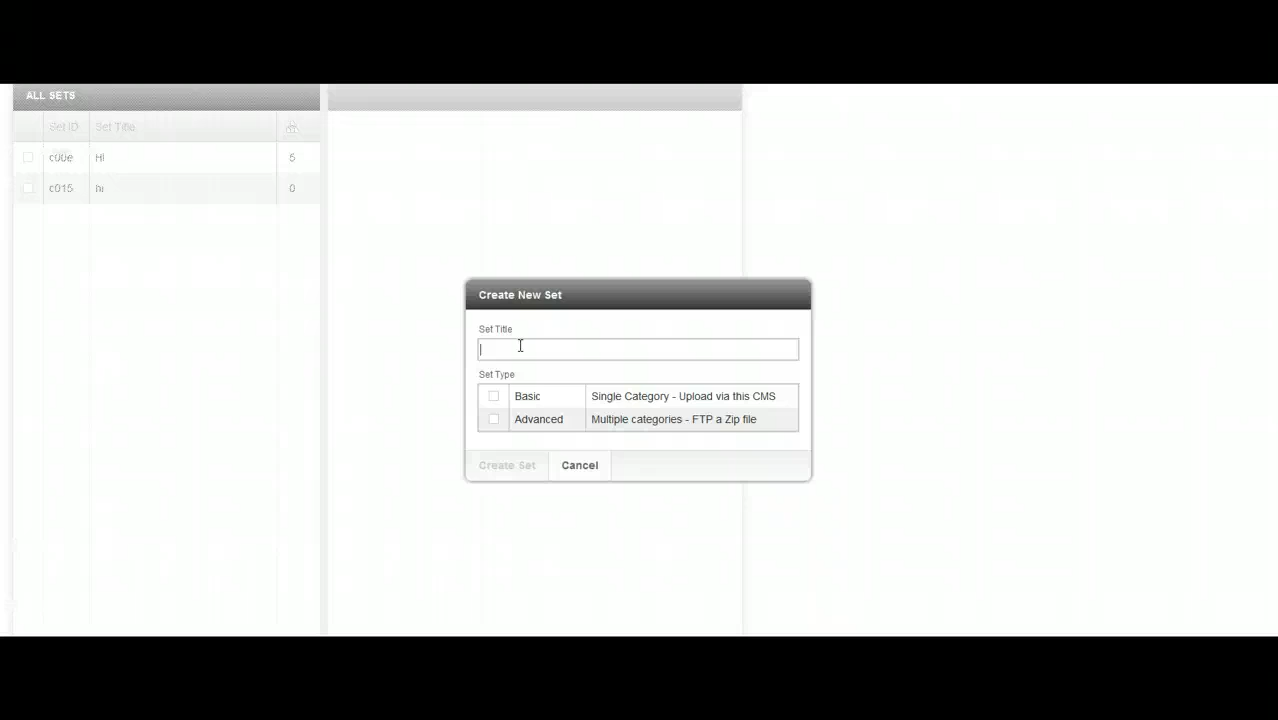 ALL SETS
Set ID Set Title
c00e Hi 5
c015 hi 0
Create New Set
Set Title
Set Type
Basic Single Category - Upload via this CMS
Advanced Multiple categories - FTP a Zip file
Create Set Cancel